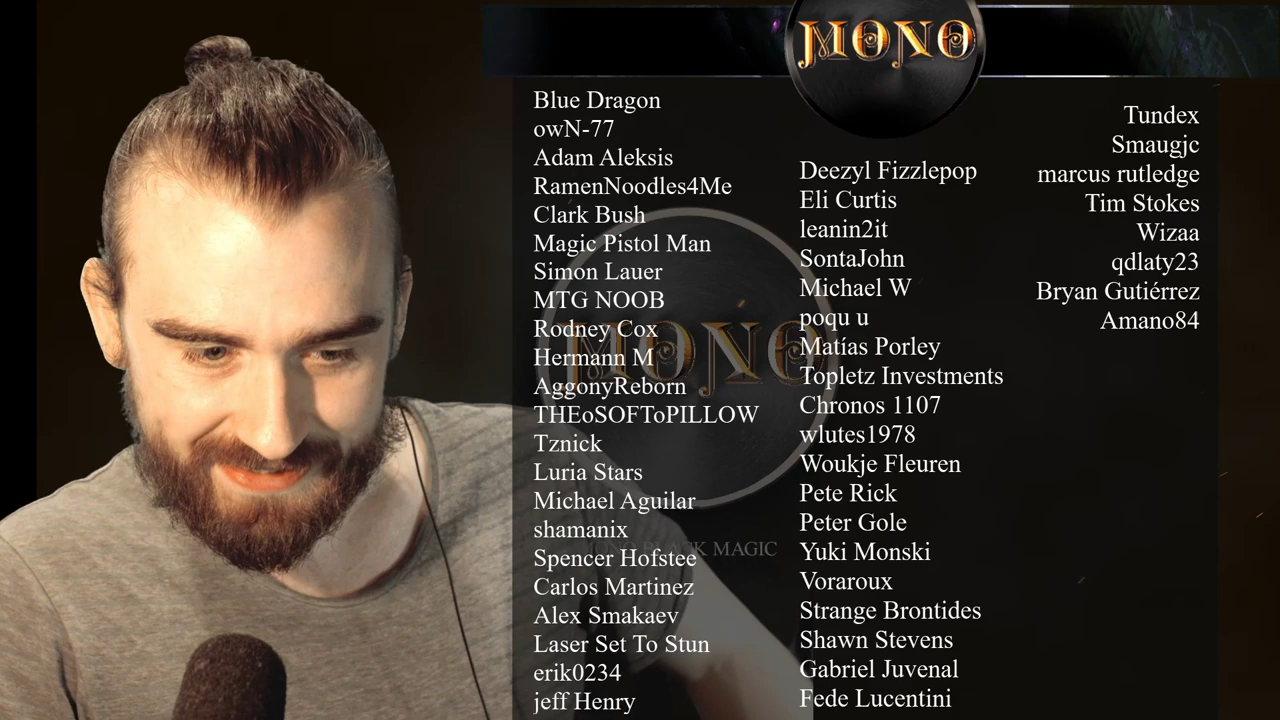 MONO
Blue Dragon
owN-77
Adam Aleksis
RamenNoodles4Me
Clark Bush
Magic Pistol Man
Simon Lauer
MTG NOOB
Rodney Cox
Hermann M
AggonyReborn
THEoSOFToPILLOW
Tznick
Luria Stars
Michael Aguilar
shamanix
Spencer Hofstee
Carlos Martinez
Alex Smakaev
Laser Set To Stun
erik0234
jeff Henry
Deezyl Fizzlepop
Eli Curtis
leanin2it
SontaJohn
Michael W
poqu u
Matías Porley
Topletz Investments
Chronos 1107
wlutes1978
Woukje Fleuren
Pete Rick
Peter Gole
Yuki Monski
Voraroux
Strange Brontides
Shawn Stevens
Gabriel Juvenal
Fede Lucentini
Tundex
Smaugjc
marcus rutledge
Tim Stokes
Wizaa
qdlaty23
Bryan Gutiérrez
Amano84
MONO
MAGIC